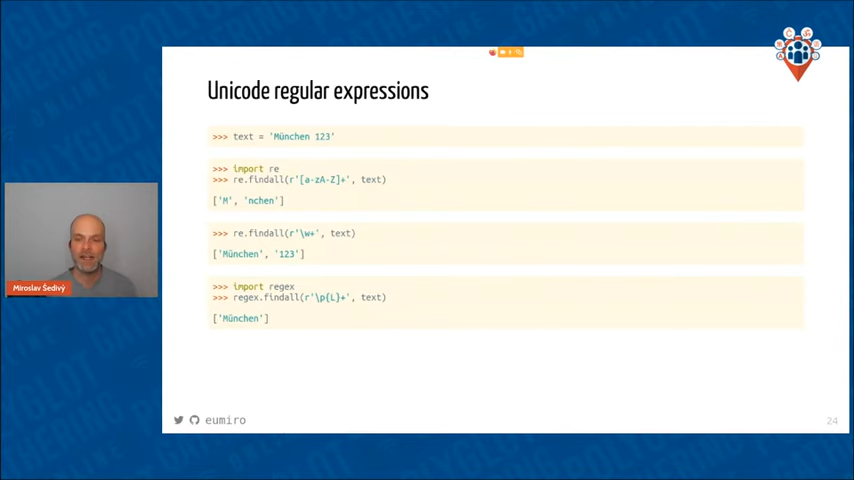 Unicode regular expressions
>>> text = 'München 123'
>>> import re
>>> re.findall(r'[a-zA-Z]+', text)
['M', 'nchen']
>>> re.findall(r'\w+', text)
['München', '123']
>>> import regex
>>> regex.findall(r'\p{L}+', text)
['München']
Miroslav Šedivý
eumiro
24